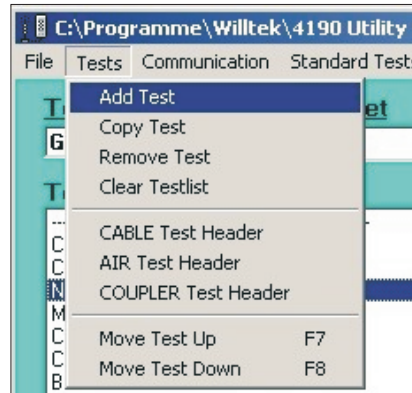 C:\Programme\Willtek\4190 Utility
File Tests Communication Standard Test
Add Test
Copy Test
Remove Test
Clear Testlist
CABLE Test Header
AIR Test Header
COUPLER Test Header
Move Test Up F7
Move Test Down F8